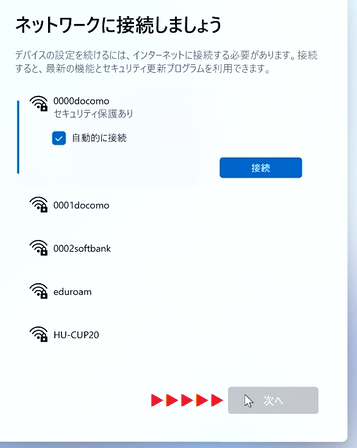 ネットワークに接続しましょう
デバイスの設定を続けるには、インターネットに接続する必要があります。接続
すると、最新の機能とセキュリティ更新プログラムを利用できます。
0000docomo
セキュリティ保護あり
自動的に接続
接続
0001docomo
0002softbank
eduroam
HU-CUP20
次へ